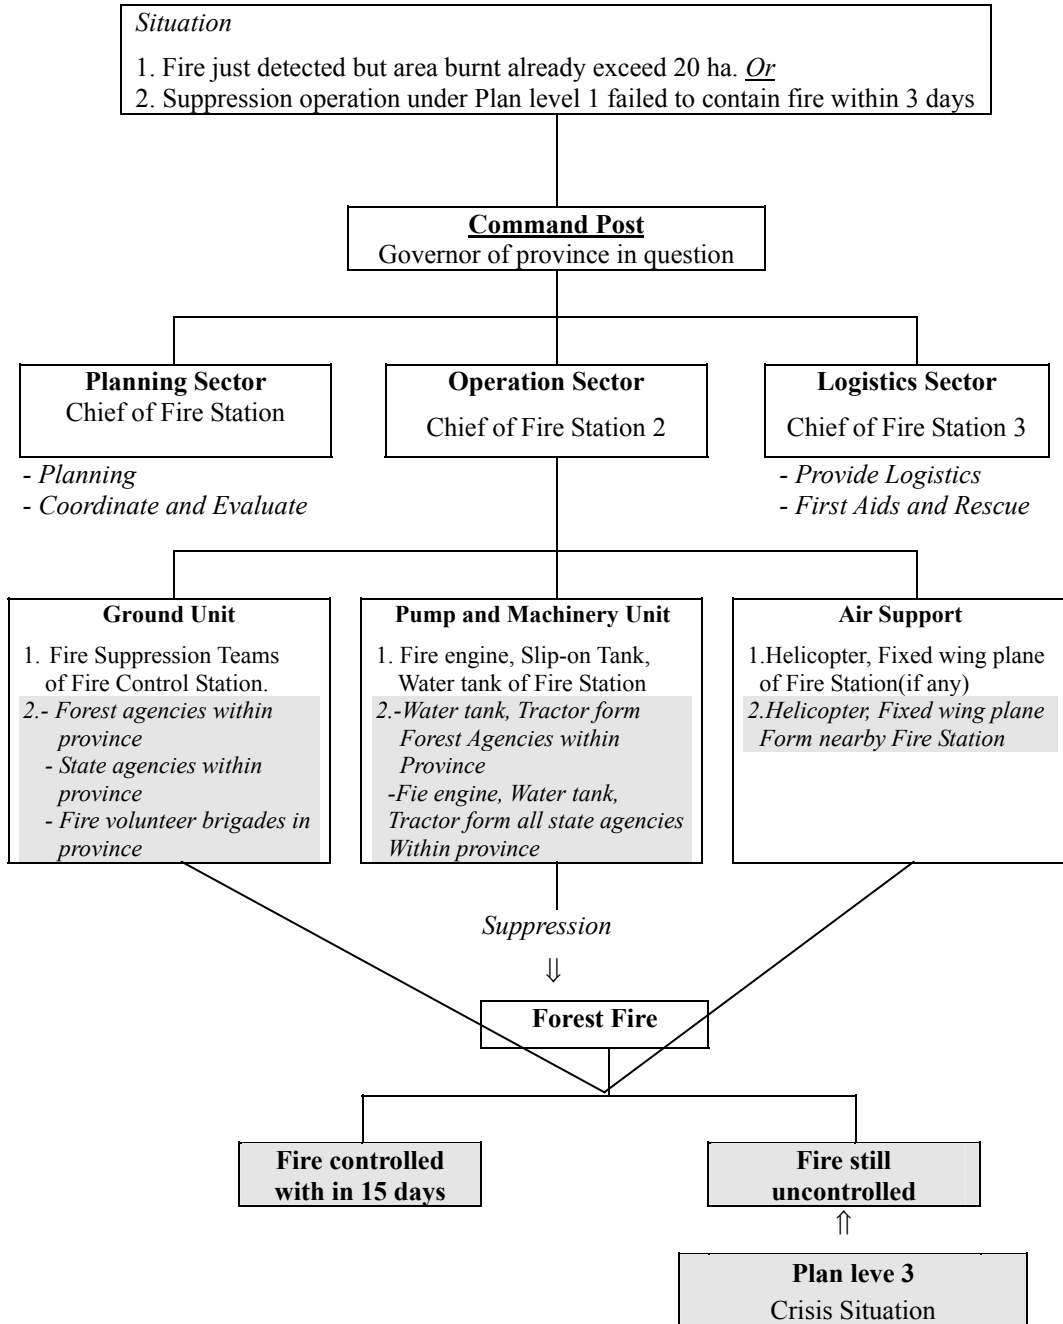 Situation
1. Fire just detected but area burnt already exceed 20 ha. Or
2. Suppression operation under Plan level 1 failed to contain fire within 3 days
Command Post
Governor of province in question
Planning Sector
Chief of Fire Station
- Planning
- Coordinate and Evaluate
Operation Sector
Chief of Fire Station 2
Logistics Sector
Chief of Fire Station 3
- Provide Logistics
- First Aids and Rescue
Ground Unit
1. Fire Suppression Teams
of Fire Control Station.
2.- Forest agencies within
province
- State agencies within
province
- Fire volunteer brigades in
province
Pump and Machinery Unit
1. Fire engine, Slip-on Tank,
Water tank of Fire Station
2.-Water tank, Tractor form
Forest Agencies within
Province
-Fie engine, Water tank,
Tractor form all state agencies
Within province
Air Support
1.Helicopter, Fixed wing plane
of Fire Station(if any)
2.Helicopter, Fixed wing plane
Form nearby Fire Station
Suppression
⇓
Forest Fire
Fire controlled
with in 15 days
Fire still
uncontrolled
⇑
Plan leve 3
Crisis Situation